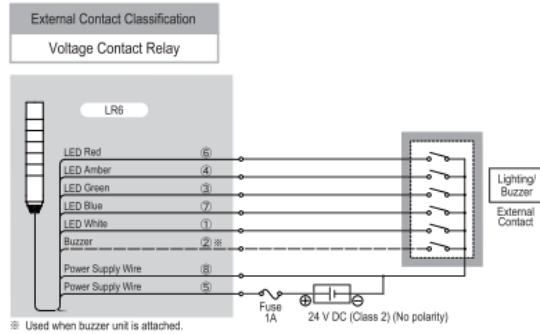 External Contact Classification
Voltage Contact Relay
LR6
LED Red ⑥
LED Amber ④
LED Green ③
LED Blue ⑦
LED White ①
Buzzer ② ※
Power Supply Wire ⑧
Power Supply Wire ⑤
Lighting/
Buzzer
External
Contact
Fuse
1A
⊕ ⊖
24 V DC (Class 2) (No polarity)
※ Used when buzzer unit is attached.